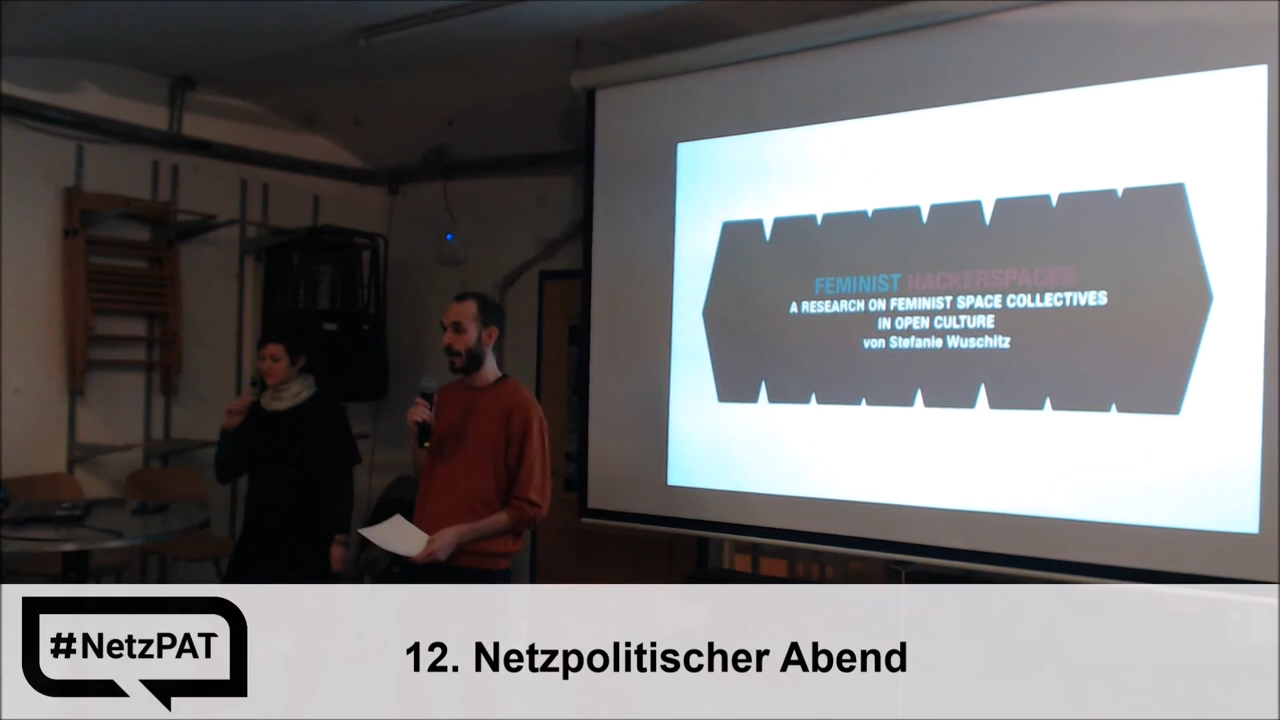 FEMINIST HACKERSPACES
A RESEARCH ON FEMINIST SPACE COLLECTIVES
IN OPEN CULTURE
von Stefanie Wuschitz
#NetzPAT
12. Netzpolitischer Abend